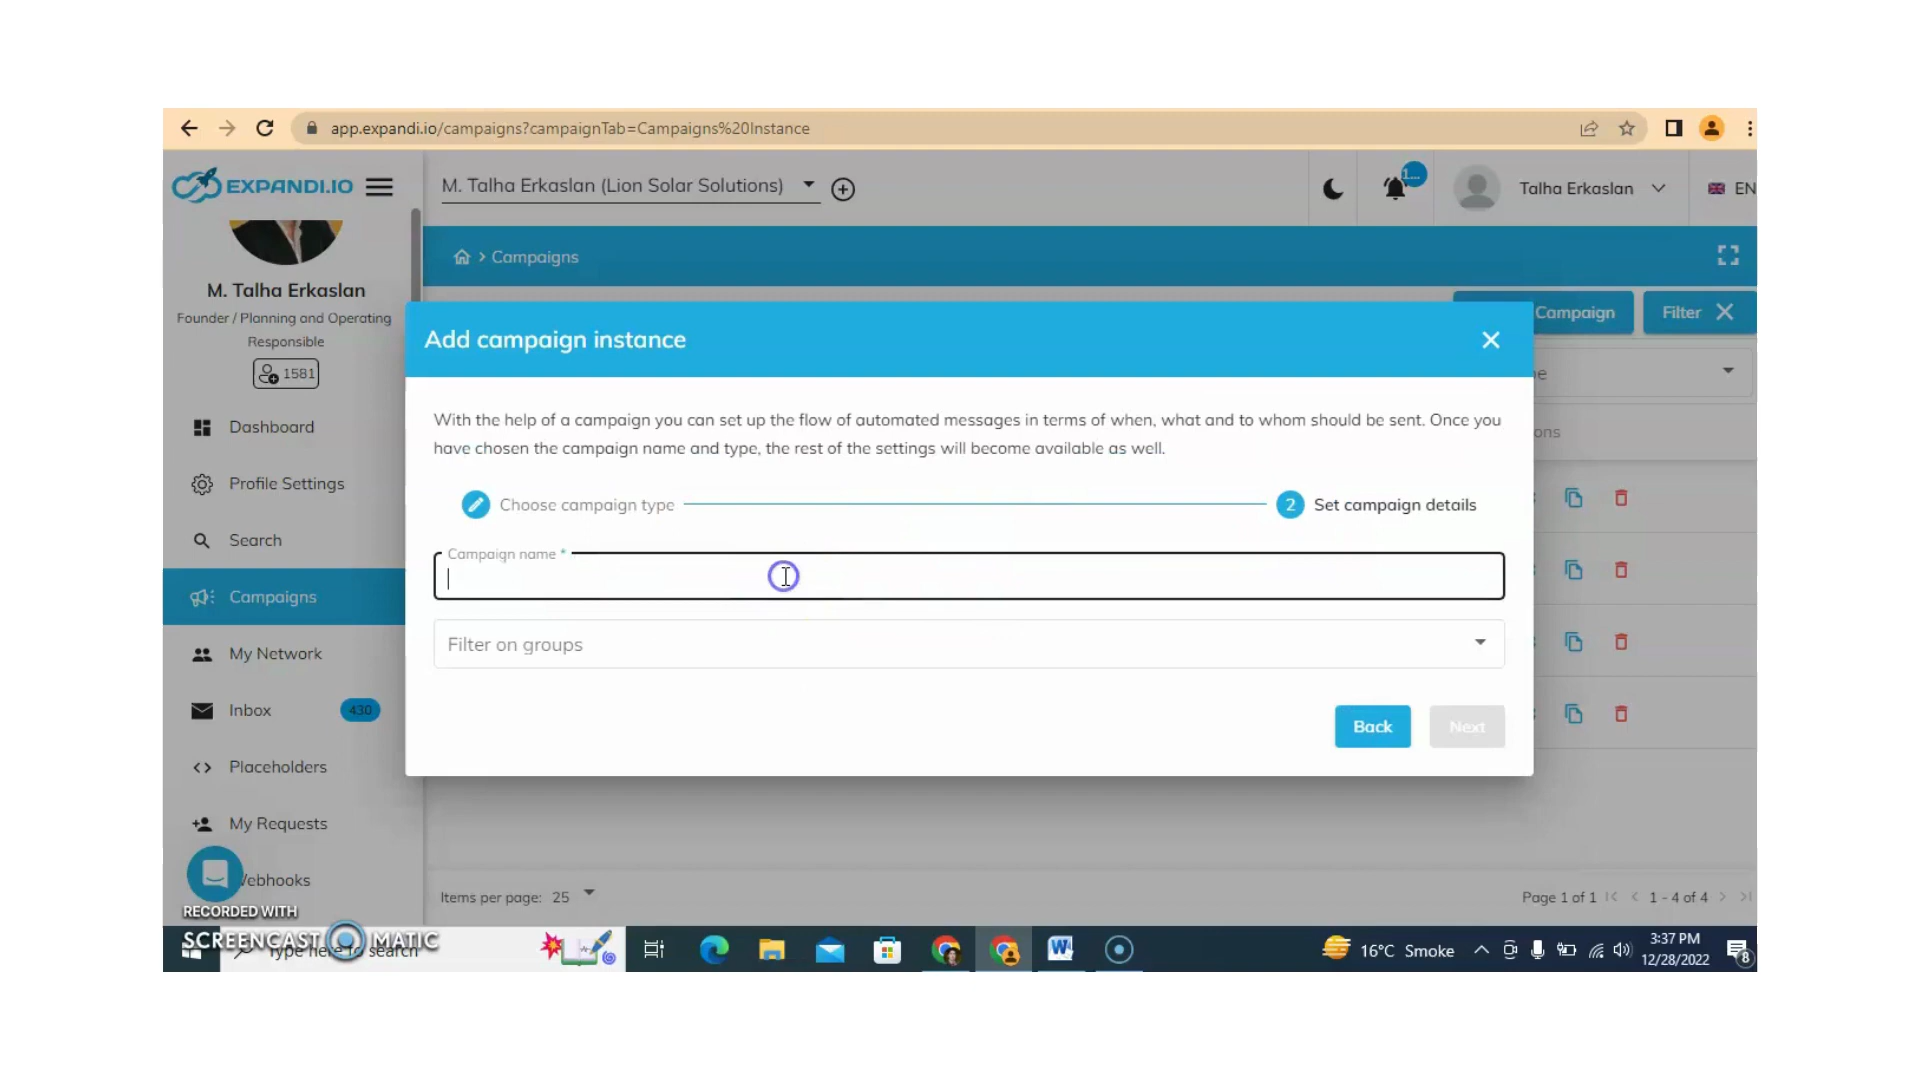 app.expandi.io/campaigns?campaignTab=Campaigns%20Instance
EXPANDI.IO
M. Talha Erkaslan (Lion Solar Solutions)
1...
Talha Erkaslan
EN
Campaigns
M. Talha Erkaslan
Founder / Planning and Operating
Responsible
1581
Campaign
Filter
Add campaign instance
With the help of a campaign you can set up the flow of automated messages in terms of when, what and to whom should be sent. Once you
have chosen the campaign name and type, the rest of the settings will become available as well.
Choose campaign type
2 Set campaign details
Campaign name *
Filter on groups
Back
Next
Dashboard
Profile Settings
Search
Campaigns
My Network
Inbox
430
Placeholders
My Requests
Webhooks
Items per page: 25
Page 1 of 1
1 - 4 of 4
RECORDED WITH
SCREENCAST MATIC
Type here to search
16°C Smoke
3:37 PM
12/28/2022
8